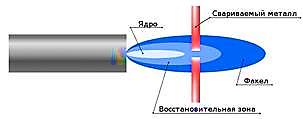 Свариваемый металл
Ядро
Факел
Восстановительная зона